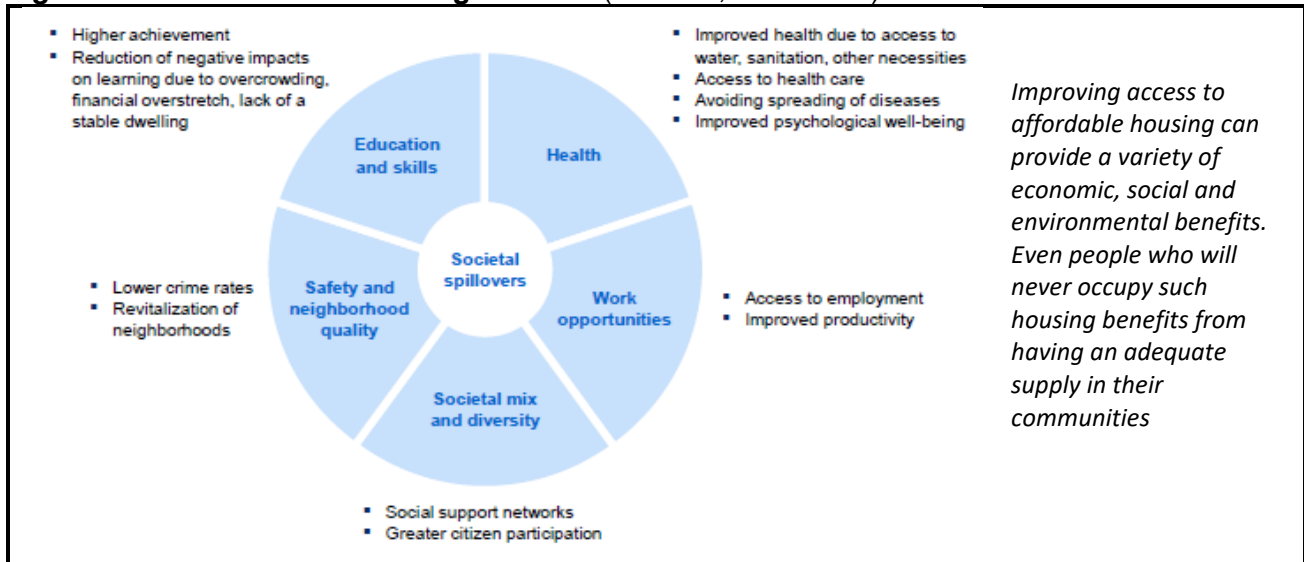 ▪ Higher achievement
▪ Reduction of negative impacts
on learning due to overcrowding,
financial overstretch, lack of a
stable dwelling
▪ Improved health due to access to
water, sanitation, other necessities
▪ Access to health care
▪ Avoiding spreading of diseases
▪ Improved psychological well-being
Education
and skills
Health
Societal
spillovers
▪ Lower crime rates
▪ Revitalization of
neighborhoods
Safety and
neighborhood
quality
Work
opportunities
▪ Access to employment
▪ Improved productivity
Societal mix
and diversity
▪ Social support networks
▪ Greater citizen participation
Improving access to
affordable housing can
provide a variety of
economic, social and
environmental benefits.
Even people who will
never occupy such
housing benefits from
having an adequate
supply in their
communities